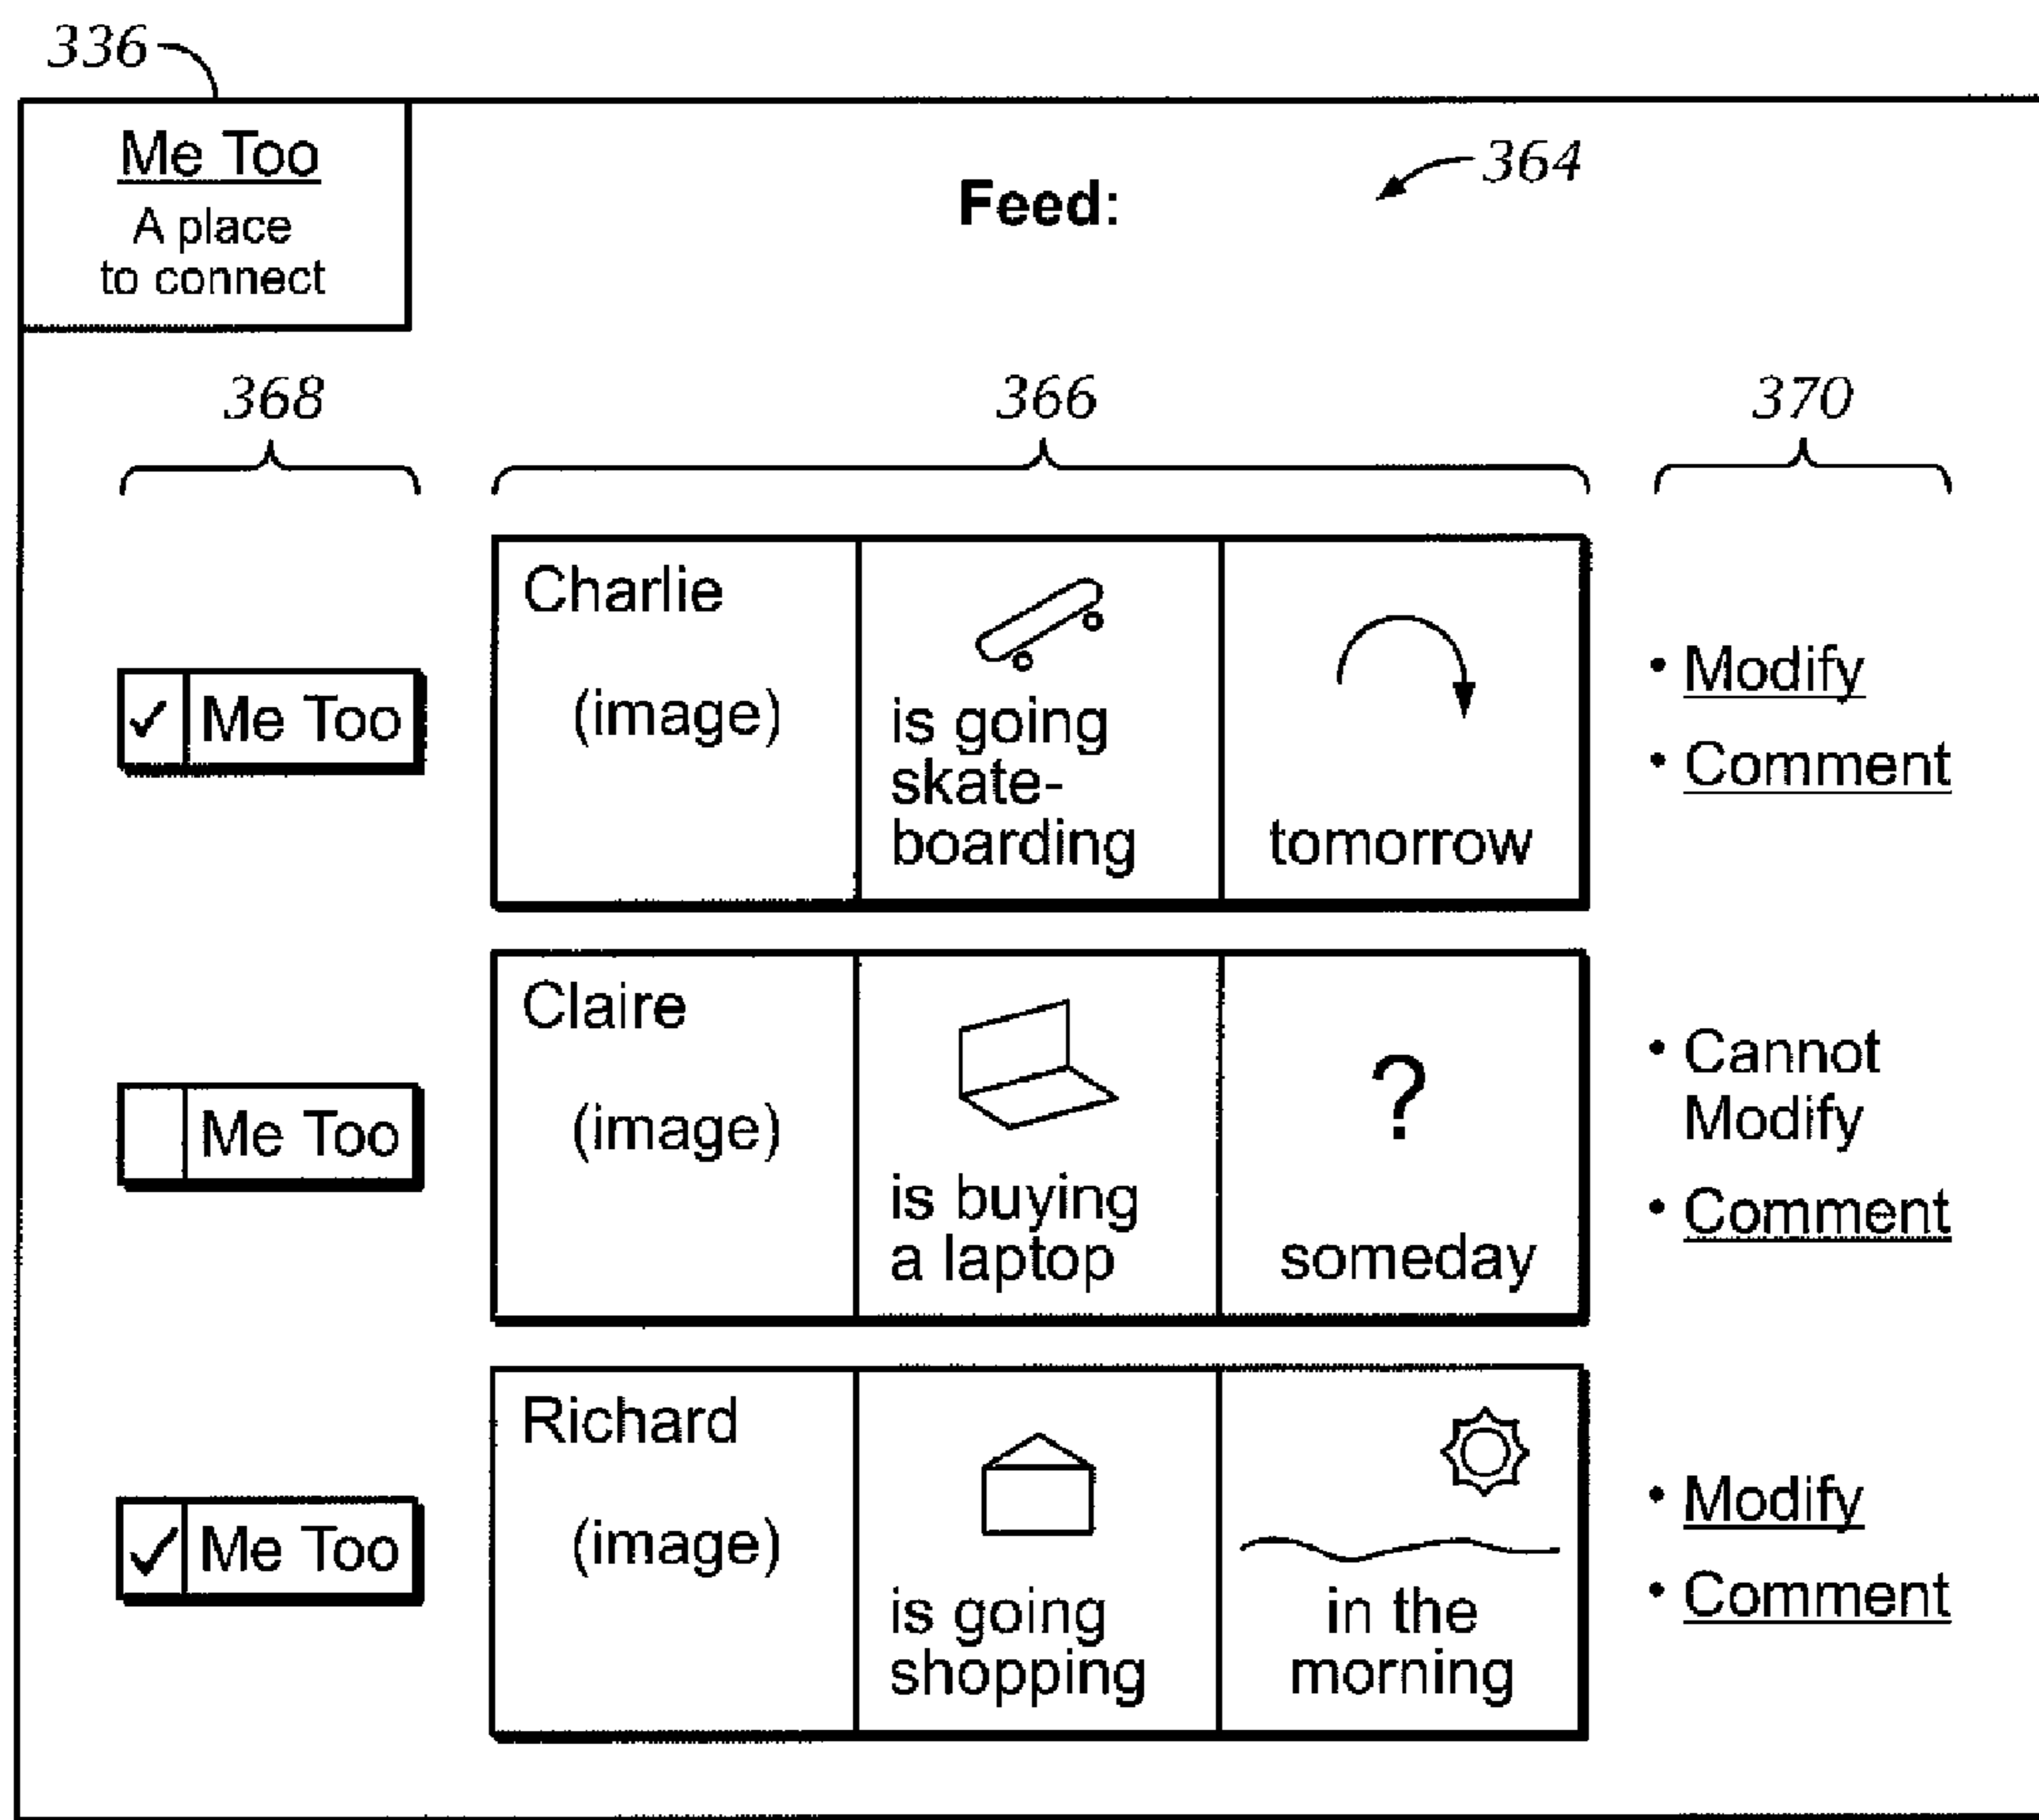 336
Me Too
A place
to connect
Feed:
364
368
366
370
Me Too
Charlie
(image)
is going
skate-
boarding
tomorrow
• Modify
• Comment
Me Too
Claire
(image)
is buying
a laptop
?
someday
• Cannot
Modify
• Comment
Me Too
Richard
(image)
is going
shopping
in the
morning
• Modify
• Comment